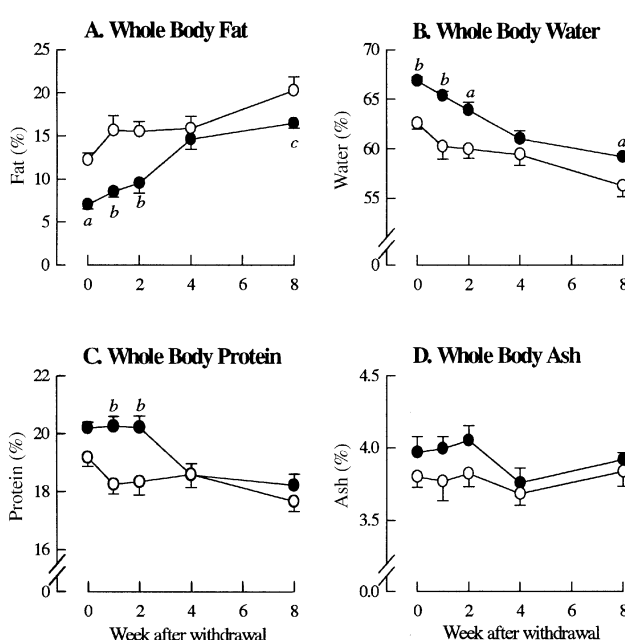 A. Whole Body Fat
25
20
15
10
5
0
Fat (%)
a
b
b
c
0 2 4 6 8
B. Whole Body Water
70
65
60
55
0
Water (%)
b
b
a
a
0 2 4 6 8
C. Whole Body Protein
22
20
18
16
0
Protein (%)
b
b
0 2 4 6 8
Week after withdrawal
D. Whole Body Ash
4.5
4.0
3.5
0.0
Ash (%)
0 2 4 6 8
Week after withdrawal